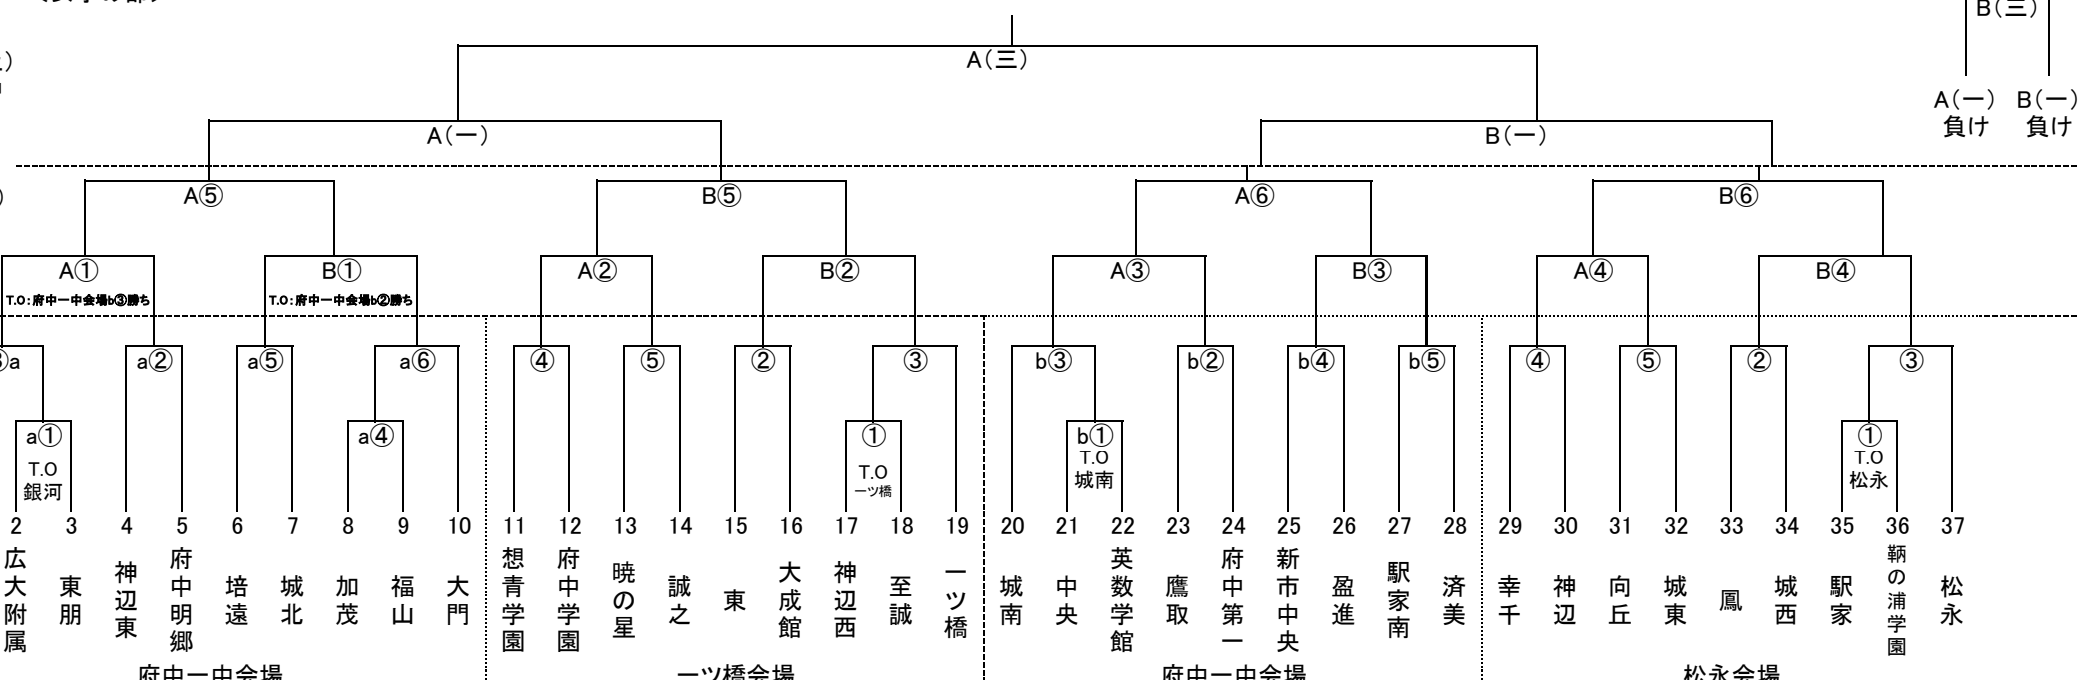 B(三)
A(三)
A(一) B(一)
負け 負け
A(一) B(一)
A⑤ B⑤ A⑥ B⑥
A① B① A② B② A③ B③ A④ B④
T.O:府中一中会場b③勝ち T.O:府中一中会場b②勝ち
a a② a⑤ a⑥ ④ ⑤ ② ③ b③ b② b④ b⑤ ④ ⑤ ② ③
a① a④ ① b① ①
T.O T.O T.O T.O
銀河 一ツ橋 城南 松永
2 3 4 5 6 7 8 9 10 11 12 13 14 15 16 17 18 19 20 21 22 23 24 25 26 27 28 29 30 31 32 33 34 35 36 37
広大附属
東朋
神辺東
府中明郷
培遠
城北
加茂
福山
大門
想青学園
府中学園
暁の星
誠之
東
大成館
神辺西
至誠
一ツ橋
城南
中央
英数学館
鷹取
府中第一
新市中央
盈進
駅家南
済美
幸千
神辺
向丘
城東
鳳
城西
駅家
鞆の浦学園
松永
府中一中会場 一ツ橋会場 府中一中会場 松永会場